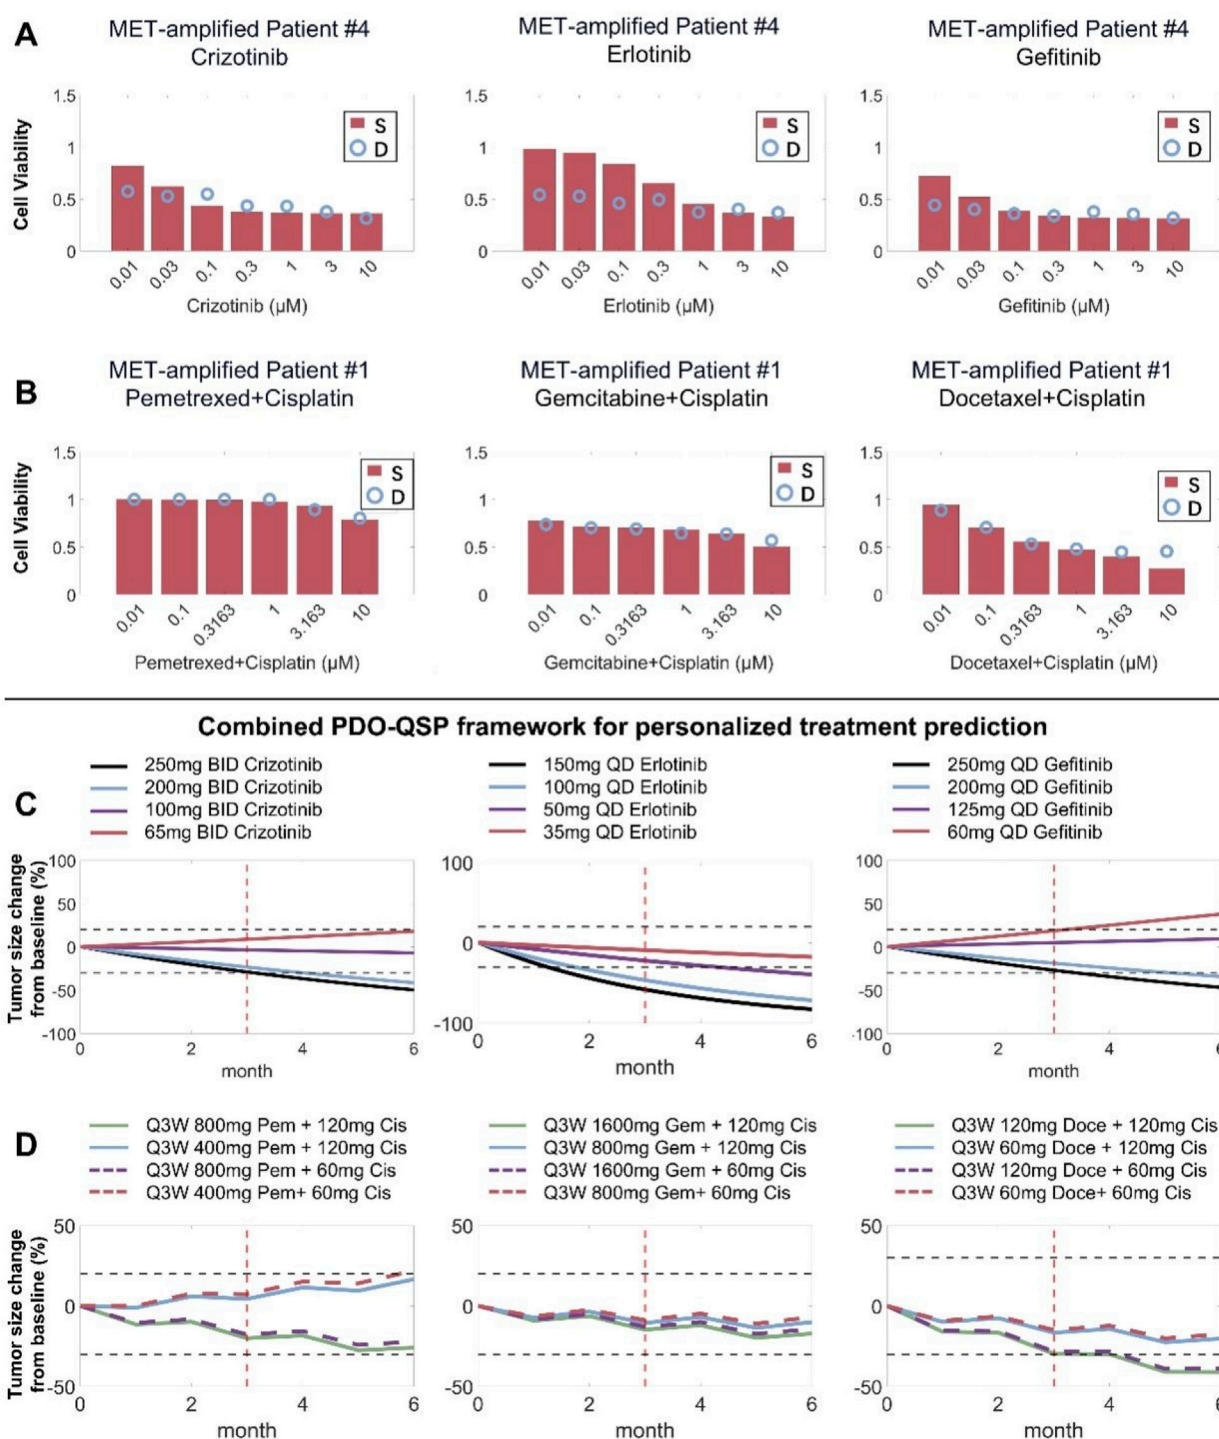 A
MET-amplified Patient #4
Crizotinib
MET-amplified Patient #4
Erlotinib
MET-amplified Patient #4
Gefitinib
Cell Viability
1.5
1
0.5
0
S
D
0.01
0.03
0.1
0.3
1
3
10
Crizotinib (µM)
1.5
1
0.5
0
S
D
0.01
0.03
0.1
0.3
1
3
10
Erlotinib (µM)
1.5
1
0.5
0
S
D
0.01
0.03
0.1
0.3
1
3
10
Gefitinib (µM)
B
MET-amplified Patient #1
Pemetrexed+Cisplatin
MET-amplified Patient #1
Gemcitabine+Cisplatin
MET-amplified Patient #1
Docetaxel+Cisplatin
Cell Viability
1.5
1
0.5
0
S
D
0.01
0.1
0.3163
1
3.163
10
Pemetrexed+Cisplatin (µM)
1.5
1
0.5
0
S
D
0.01
0.1
0.3163
1
3.163
10
Gemcitabine+Cisplatin (µM)
1.5
1
0.5
0
S
D
0.01
0.1
0.3163
1
3.163
10
Docetaxel+Cisplatin (µM)
Combined PDO-QSP framework for personalized treatment prediction
C
250mg BID Crizotinib
200mg BID Crizotinib
100mg BID Crizotinib
65mg BID Crizotinib
150mg QD Erlotinib
100mg QD Erlotinib
50mg QD Erlotinib
35mg QD Erlotinib
250mg QD Gefitinib
200mg QD Gefitinib
125mg QD Gefitinib
60mg QD Gefitinib
Tumor size change
from baseline (%)
100
50
0
-50
-100
0
2
4
6
month
100
0
-100
0
2
4
6
month
100
50
0
-50
-100
0
2
4
6
month
D
Q3W 800mg Pem + 120mg Cis
Q3W 400mg Pem + 120mg Cis
Q3W 800mg Pem + 60mg Cis
Q3W 400mg Pem+ 60mg Cis
Q3W 1600mg Gem + 120mg Cis
Q3W 800mg Gem + 120mg Cis
Q3W 1600mg Gem + 60mg Cis
Q3W 800mg Gem+ 60mg Cis
Q3W 120mg Doce + 120mg Cis
Q3W 60mg Doce + 120mg Cis
Q3W 120mg Doce + 60mg Cis
Q3W 60mg Doce+ 60mg Cis
Tumor size change
from baseline (%)
50
0
-50
0
2
4
6
month
50
0
-50
0
2
4
6
month
50
0
-50
0
2
4
6
month